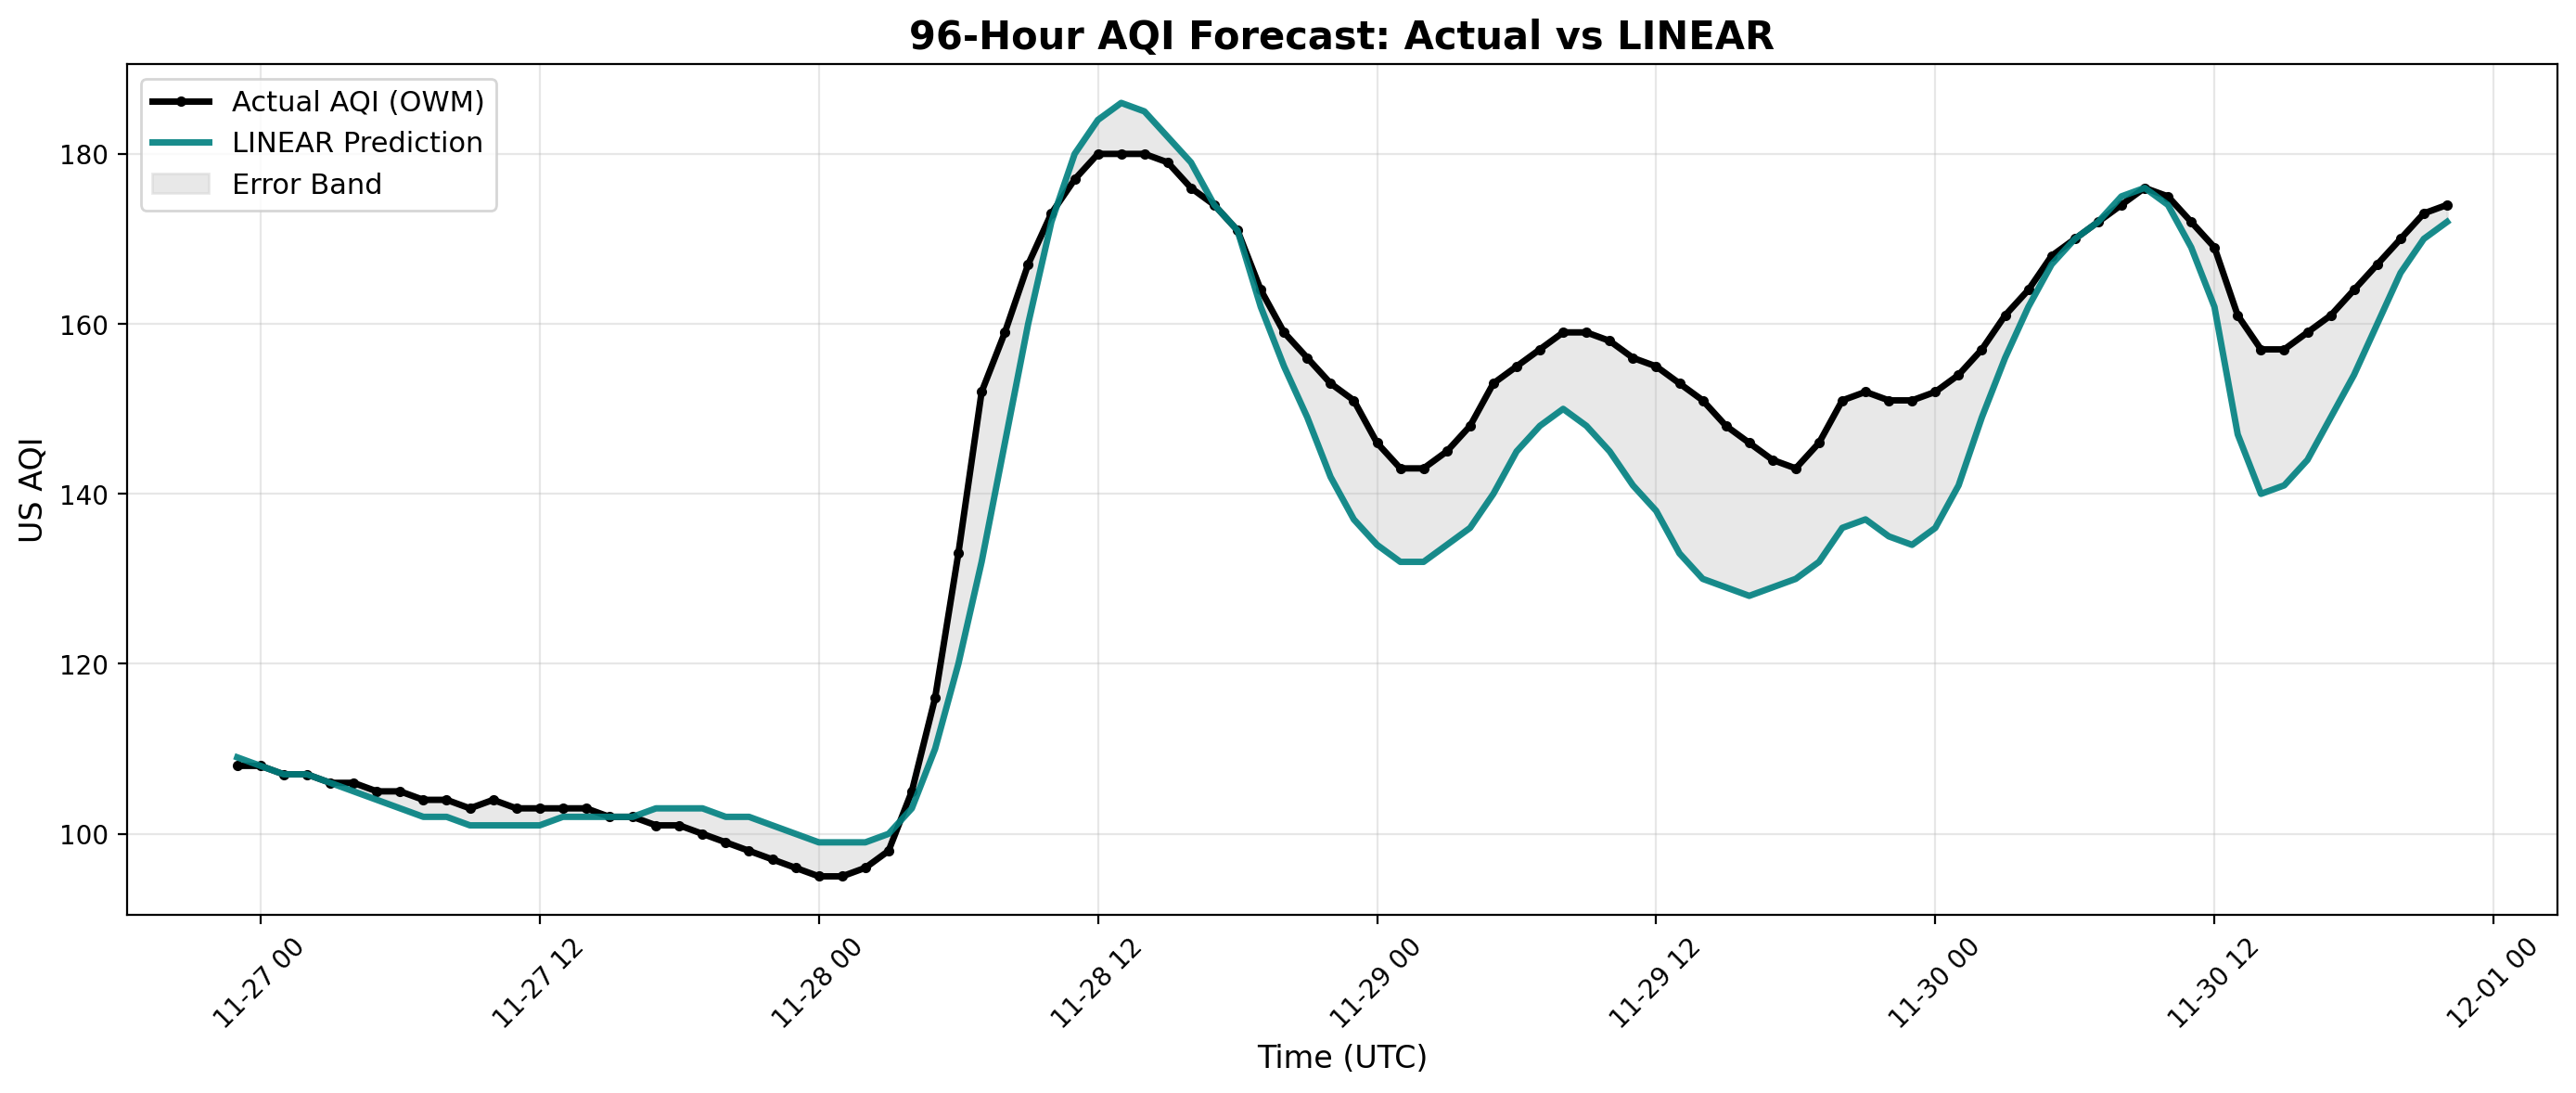 96-Hour AQI Forecast: Actual vs LINEAR
Actual AQI (OWM)
LINEAR Prediction
Error Band
US AQI
180
160
140
120
100
11-27 00
11-27 12
11-28 00
11-28 12
11-29 00
11-29 12
11-30 00
11-30 12
12-01 00
Time (UTC)